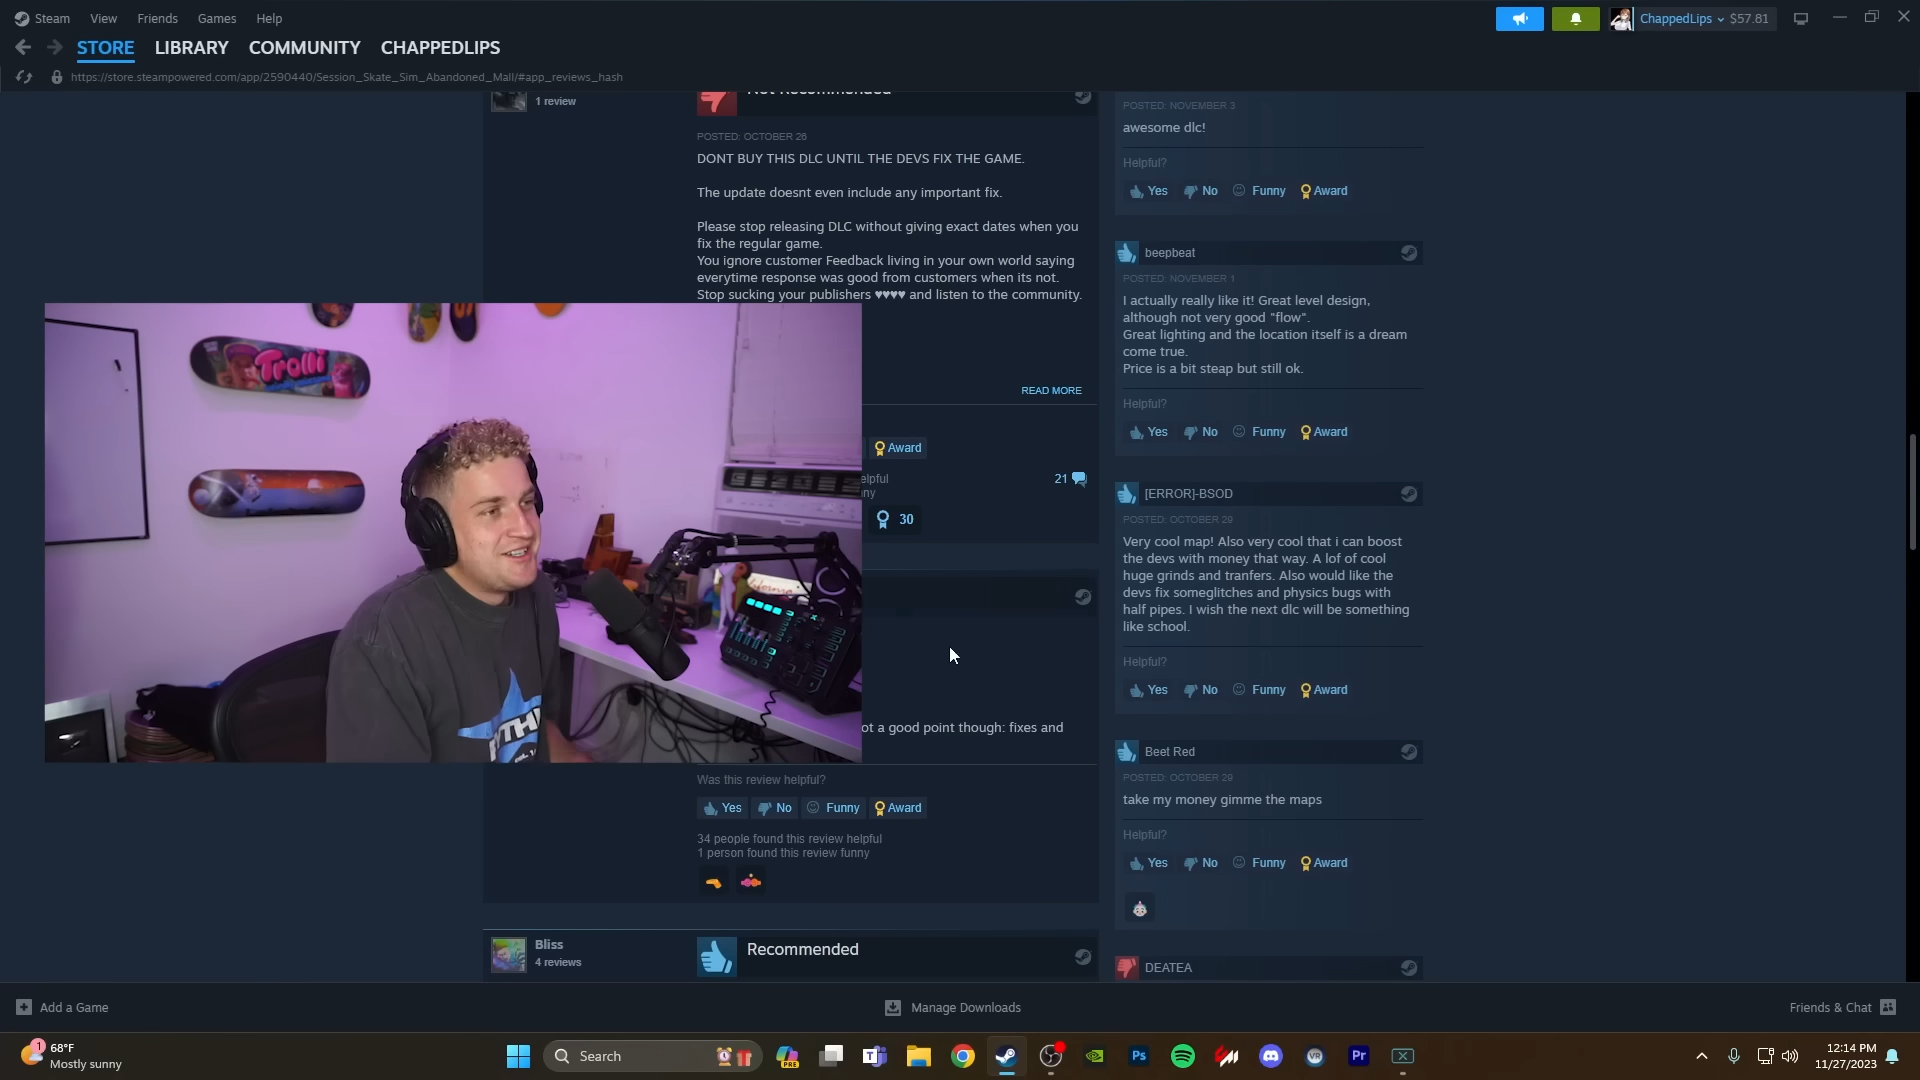 Steam View Friends Games Help
ChappedLips $57.81
STORE LIBRARY COMMUNITY CHAPPEDLIPS
https://store.steampowered.com/app/2590440/Session_Skate_Sim_Abandoned_Mall/#app_reviews_hash
1 review
Not Recommended
POSTED: OCTOBER 26
DONT BUY THIS DLC UNTIL THE DEVS FIX THE GAME.
The update doesnt even include any important fix.
Please stop releasing DLC without giving exact dates when you
fix the regular game.
You ignore customer Feedback living in your own world saying
everytime response was good from customers when its not.
Stop sucking your publishers ♥♥♥♥ and listen to the community.
READ MORE
Award
elpful
ny
21
30
ot a good point though: fixes and
Was this review helpful?
Yes No Funny Award
34 people found this review helpful
1 person found this review funny
Bliss
4 reviews
Recommended
POSTED: NOVEMBER 3
awesome dlc!
Helpful?
Yes No Funny Award
beepbeat
POSTED: NOVEMBER 1
I actually really like it! Great level design,
although not very good "flow".
Great lighting and the location itself is a dream
come true.
Price is a bit steap but still ok.
Helpful?
Yes No Funny Award
[ERROR]-BSOD
POSTED: OCTOBER 29
Very cool map! Also very cool that i can boost
the devs with money that way. A lof of cool
huge grinds and tranfers. Also would like the
devs fix someglitches and physics bugs with
half pipes. I wish the next dlc will be something
like school.
Helpful?
Yes No Funny Award
Beet Red
POSTED: OCTOBER 29
take my money gimme the maps
Helpful?
Yes No Funny Award
DEATEA
Trolli
Add a Game
Manage Downloads
Friends & Chat
1
68°F
Mostly sunny
Search
PRE
Ps
VR
Pr
12:14 PM
11/27/2023